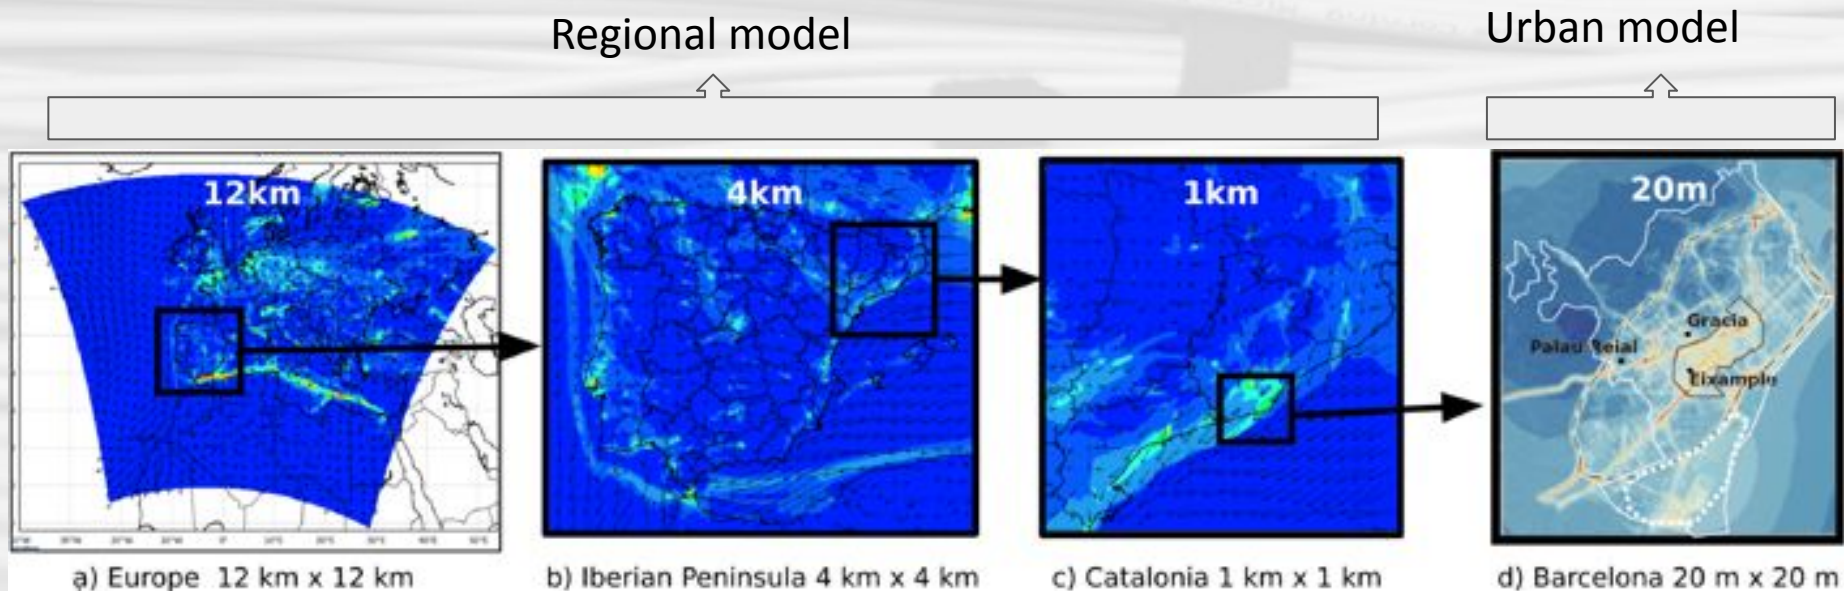 Regional model
Urban model
12km
4km
1km
20m
Gracia
Palau Reial
Eixample
a) Europe 12 km x 12 km
b) Iberian Peninsula 4 km x 4 km
c) Catalonia 1 km x 1 km
d) Barcelona 20 m x 20 m